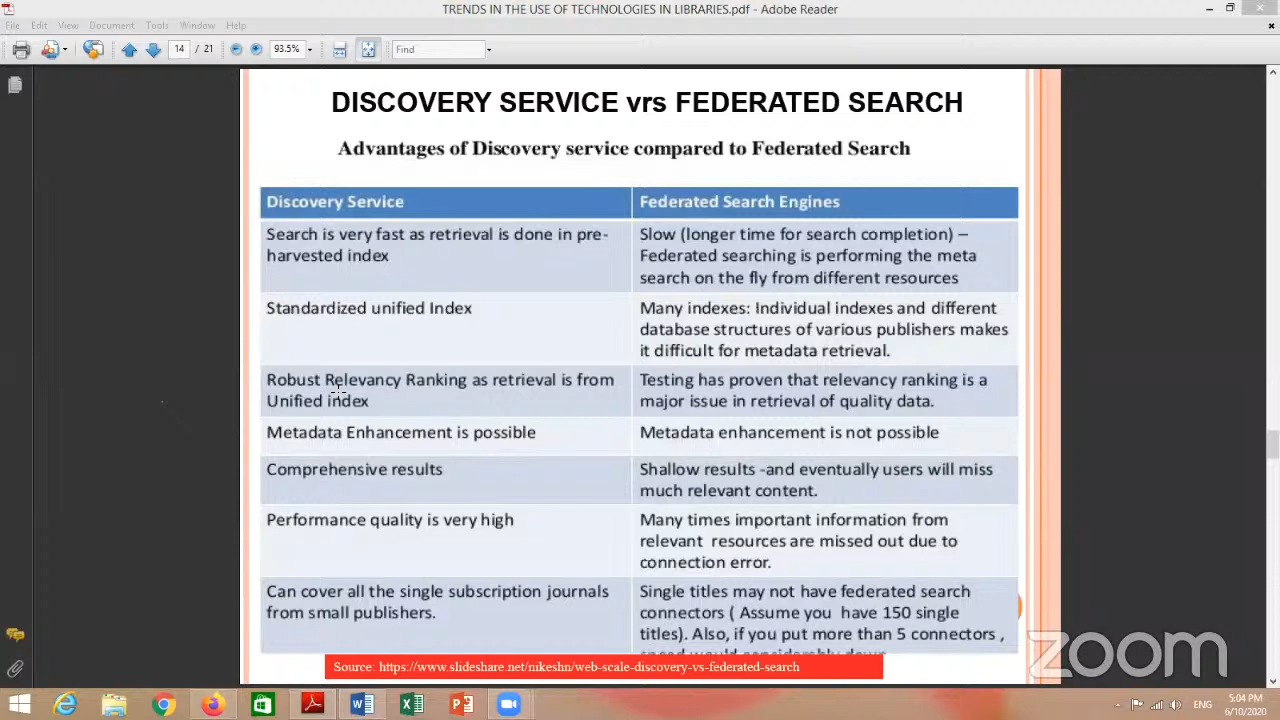 TRENDS IN THE USE OF TECHNOLOGIES IN LIBRARIES.pdf - Adobe Reader
File Edit View Document Tools Window Help
14 / 21 93.5% Find
DISCOVERY SERVICE vrs FEDERATED SEARCH
Advantages of Discovery service compared to Federated Search
Discovery Service
Federated Search Engines
Search is very fast as retrieval is done in pre-
harvested index
Slow (longer time for search completion) –
Federated searching is performing the meta
search on the fly from different resources
Standardized unified Index
Many indexes: Individual indexes and different
database structures of various publishers makes
it difficult for metadata retrieval.
Robust Relevancy Ranking as retrieval is from
Unified index
Testing has proven that relevancy ranking is a
major issue in retrieval of quality data.
Metadata Enhancement is possible
Metadata enhancement is not possible
Comprehensive results
Shallow results -and eventually users will miss
much relevant content.
Performance quality is very high
Many times important information from
relevant resources are missed out due to
connection error.
Can cover all the single subscription journals
from small publishers.
Single titles may not have federated search
connectors ( Assume you have 150 single
titles). Also, if you put more than 5 connectors ,
speed would considerably down
Source: https://www.slideshare.net/nikeshn/web-scale-discovery-vs-federated-search
zoom
ENG
5:04 PM
6/10/2020